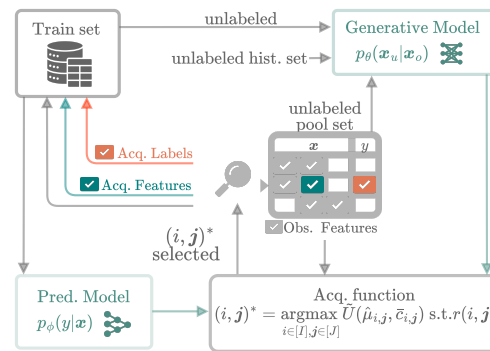 Train set
unlabeled
Generative Model
pθ(xᵤ|xₒ)
unlabeled hist. set
unlabeled
pool set
x y
Acq. Labels
Acq. Features
Obs. Features
(i, j)*
selected
Pred. Model
pϕ(y|x)
Acq. function
(i, j)* = argmax Ũ(μ̂ᵢ,ⱼ, c̄ᵢ,ⱼ) s.t.r(i, j
i∈[I],j∈[J]